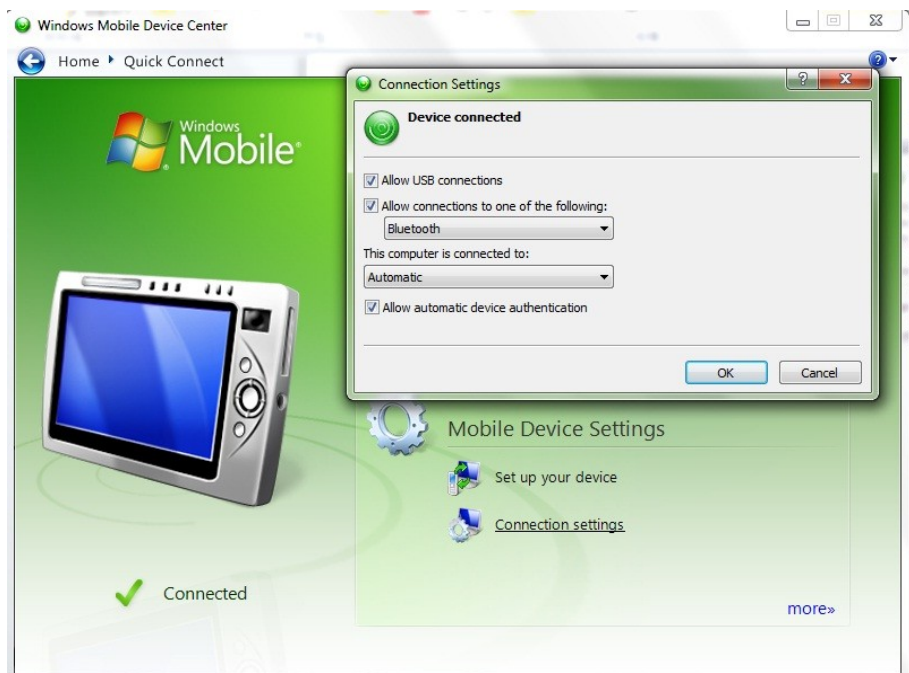 Windows Mobile Device Center
Home Quick Connect
Windows
Mobile®
Connection Settings
Device connected
Allow USB connections
Allow connections to one of the following:
Bluetooth
This computer is connected to:
Automatic
Allow automatic device authentication
OK Cancel
Mobile Device Settings
Set up your device
Connection settings
Connected
more»